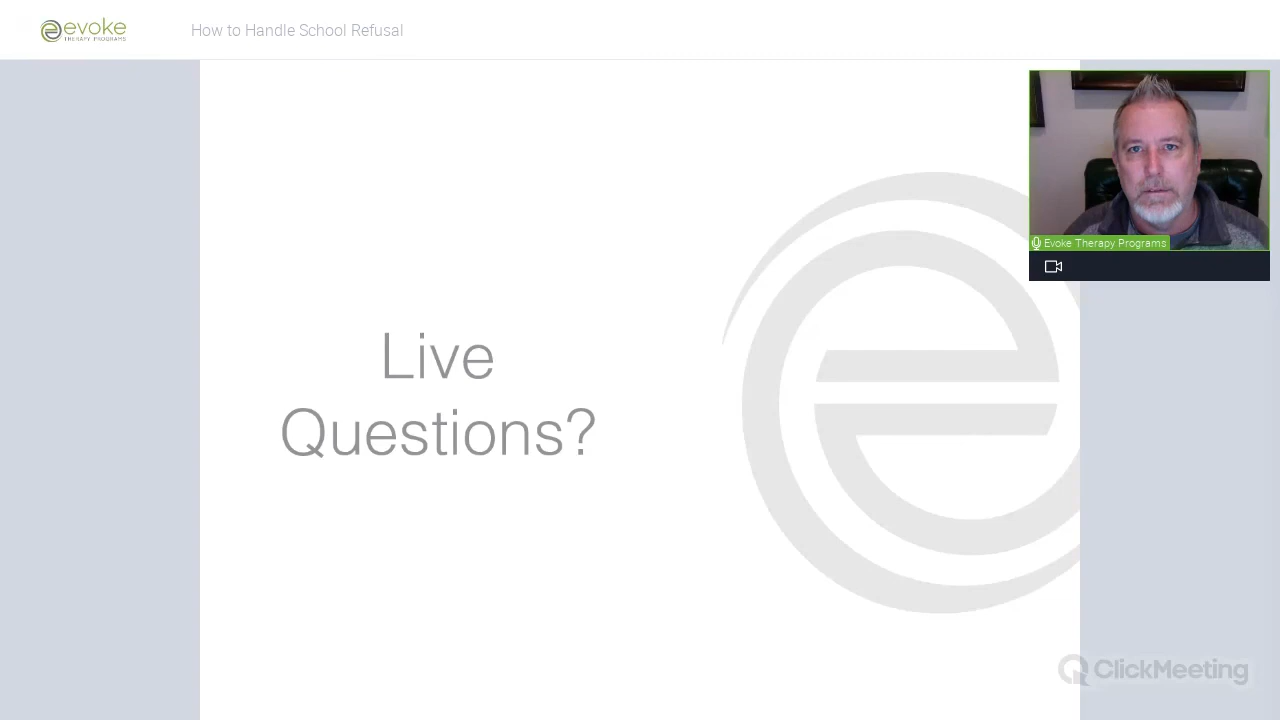 evoke
THERAPY PROGRAMS
How to Handle School Refusal
Evoke Therapy Programs
Live
Questions?
ClickMeeting